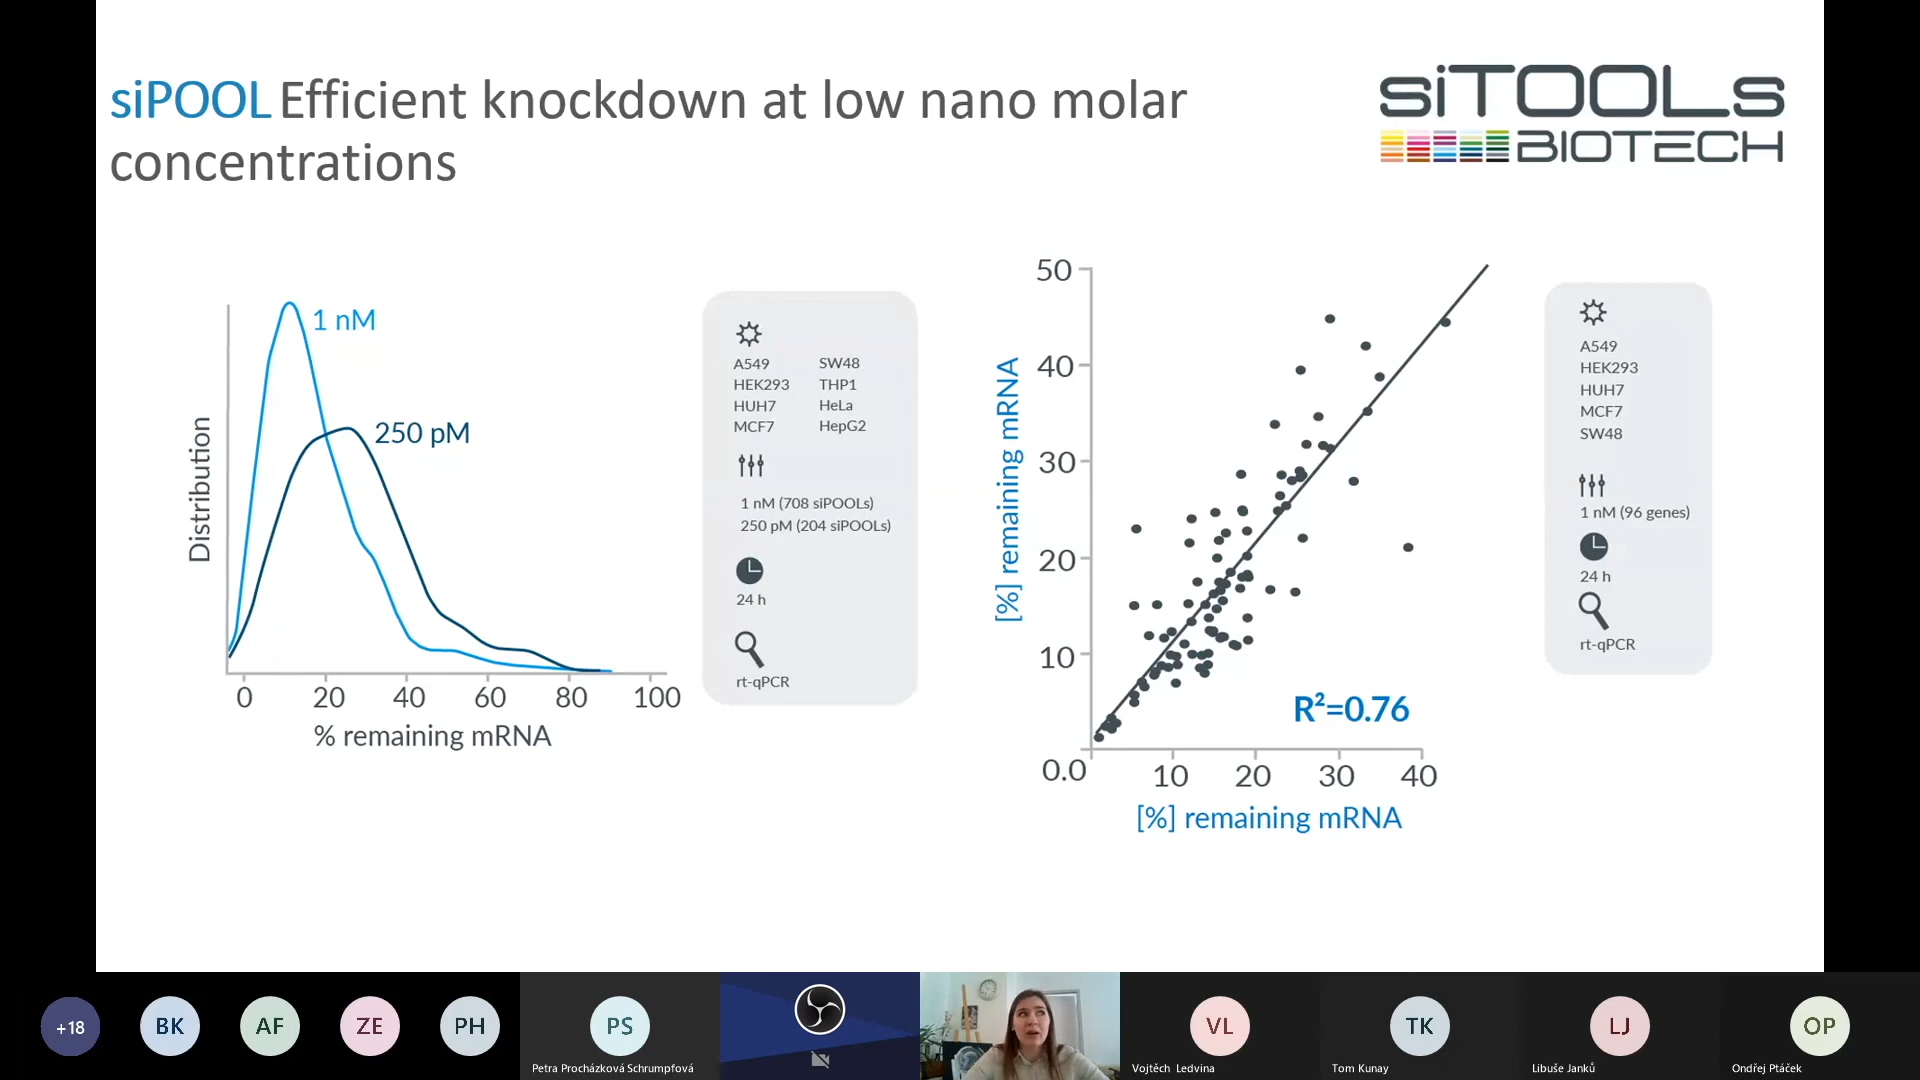 siPOOL Efficient knockdown at low nano molar
concentrations
siTOOLs
BIOTECH
Distribution
1 nM
250 pM
0 20 40 60 80 100
% remaining mRNA
A549 SW48
HEK293 THP1
HUH7 HeLa
MCF7 HepG2
1 nM (708 siPOOLs)
250 pM (204 siPOOLs)
24 h
rt-qPCR
[%] remaining mRNA
50
40
30
20
10
0.0
10 20 30 40
R²=0.76
[%] remaining mRNA
A549
HEK293
HUH7
MCF7
SW48
1 nM (96 genes)
24 h
rt-qPCR
+18
BK
AF
ZE
PH
PS
Petra Procházková Schrumpfová
VL
Vojtěch Ledvina
TK
Tom Kunay
LJ
Libuše Janků
OP
Ondřej Ptáček